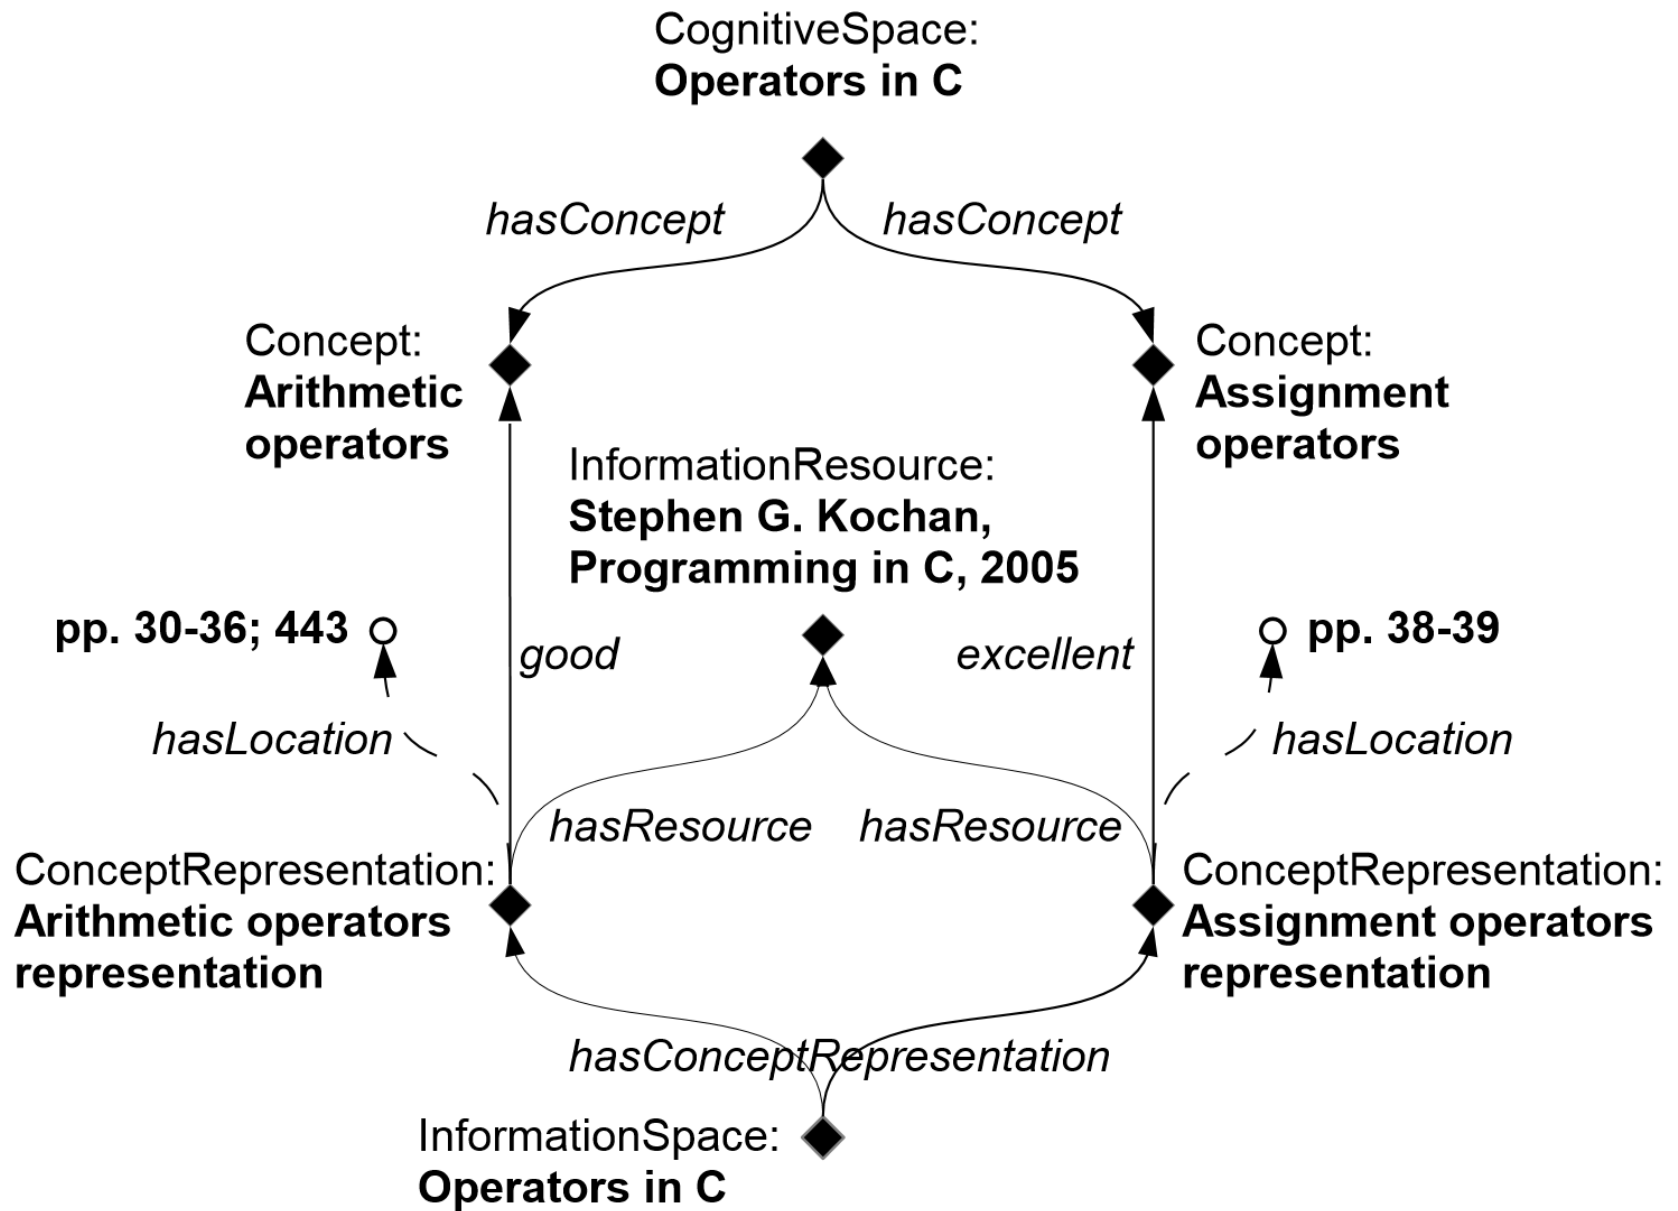 CognitiveSpace:
Operators in C
hasConcept
hasConcept
Concept:
Arithmetic
operators
Concept:
Assignment
operators
InformationResource:
Stephen G. Kochan,
Programming in C, 2005
pp. 30-36; 443
good
excellent
pp. 38-39
hasLocation
hasLocation
hasResource
hasResource
ConceptRepresentation:
Arithmetic operators
representation
ConceptRepresentation:
Assignment operators
representation
hasConceptRepresentation
InformationSpace:
Operators in C